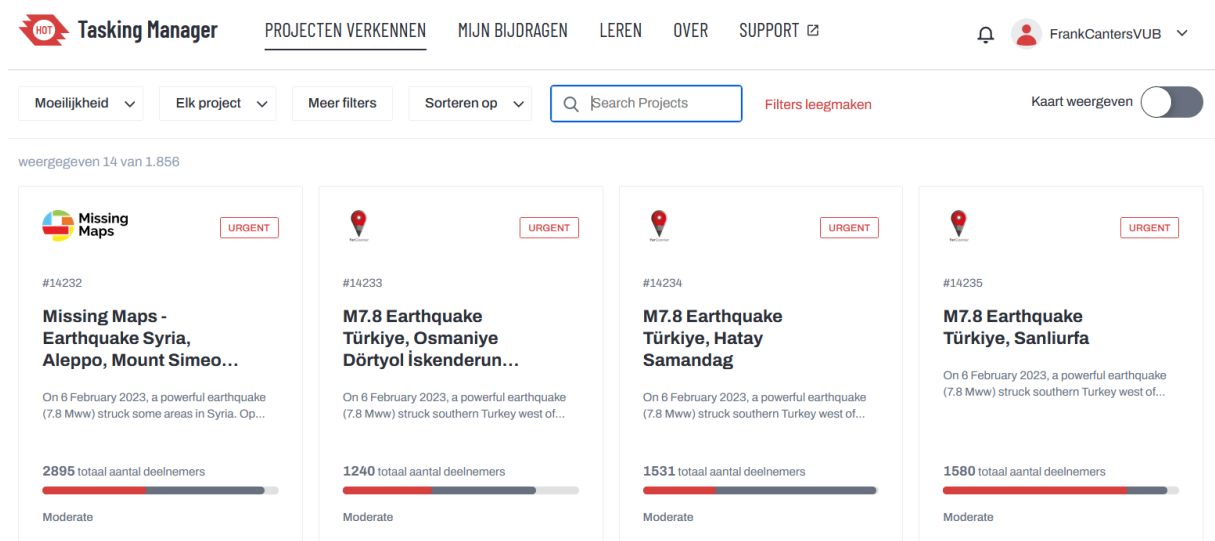 HOT Tasking Manager PROJECTEN VERKENNEN MIJN BIJDRAGEN LEREN OVER SUPPORT FrankCantersVUB
Moeilijkheid Elk project Meer filters Sorteren op Search Projects Filters leegmaken Kaart weergeven
weergegeven 14 van 1.856
Missing
Maps
URGENT
#14232
Missing Maps -
Earthquake Syria,
Aleppo, Mount Simeo...
On 6 February 2023, a powerful earthquake
(7.8 Mww) struck some areas in Syria. Op...
2895 totaal aantal deelnemers
Moderate
URGENT
#14233
M7.8 Earthquake
Türkiye, Osmaniye
Dörtyol İskenderun...
On 6 February 2023, a powerful earthquake
(7.8 Mww) struck southern Turkey west of...
1240 totaal aantal deelnemers
Moderate
URGENT
#14234
M7.8 Earthquake
Türkiye, Hatay
Samandag
On 6 February 2023, a powerful earthquake
(7.8 Mww) struck southern Turkey west of...
1531 totaal aantal deelnemers
Moderate
URGENT
#14235
M7.8 Earthquake
Türkiye, Sanliurfa
On 6 February 2023, a powerful earthquake
(7.8 Mww) struck southern Turkey west of...
1580 totaal aantal deelnemers
Moderate